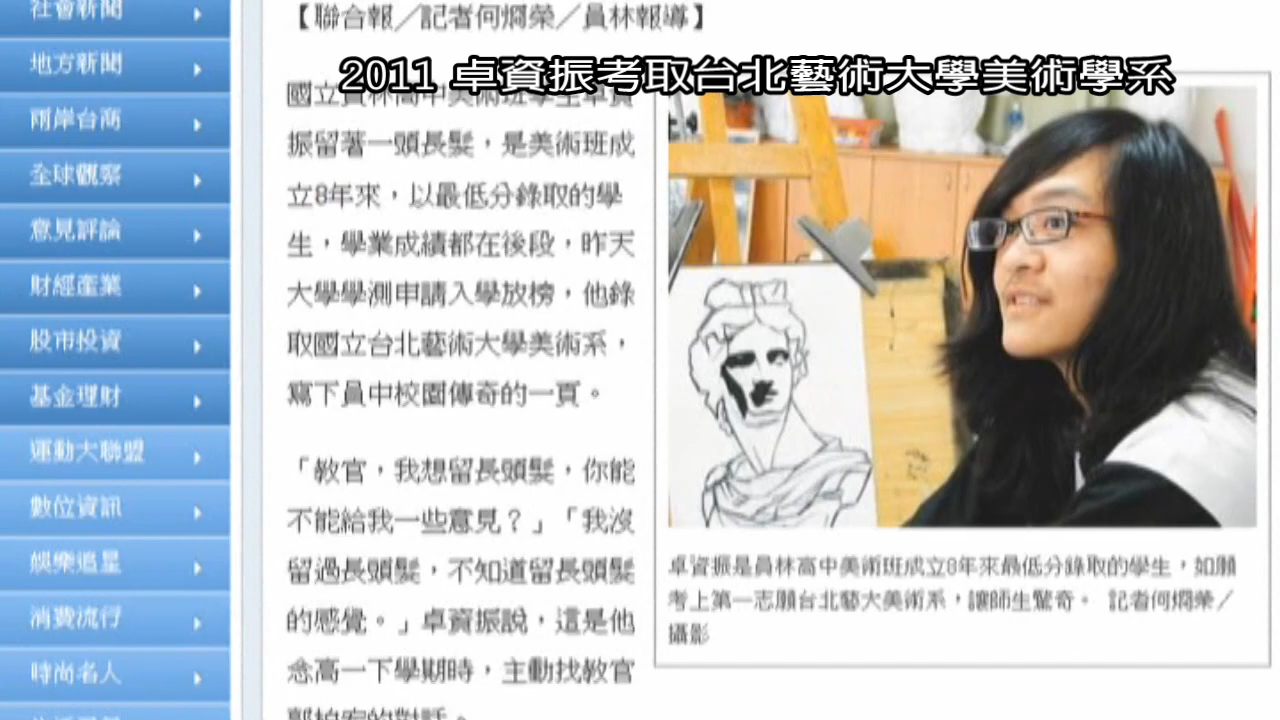 社會新聞
地方新聞
兩岸台商
全球觀察
意見評論
財經產業
股市投資
基金理財
運動大聯盟
數位資訊
娛樂追星
消費流行
時尚名人
【聯合報╱記者何烱榮╱員林報導】
2011 卓資振考取台北藝術大學美術學系
國立員林高中美術班學生卓資
振留著一頭長髮，是美術班成
立8年來，以最低分錄取的學
生，學業成績都在後段，昨天
大學學測申請入學放榜，他錄
取國立台北藝術大學美術系，
寫下員中校園傳奇的一頁。
「教官，我想留長頭髮，你能
不能給我一些意見？」「我沒
留過長頭髮，不知道留長頭髮
的感覺。」卓資振說，這是他
念高一下學期時，主動找教官
的對話。
卓資振是員林高中美術班成立8年來最低分錄取的學生，如願
考上第一志願台北藝大美術系，讓師生驚奇。 記者何烱榮╱
攝影